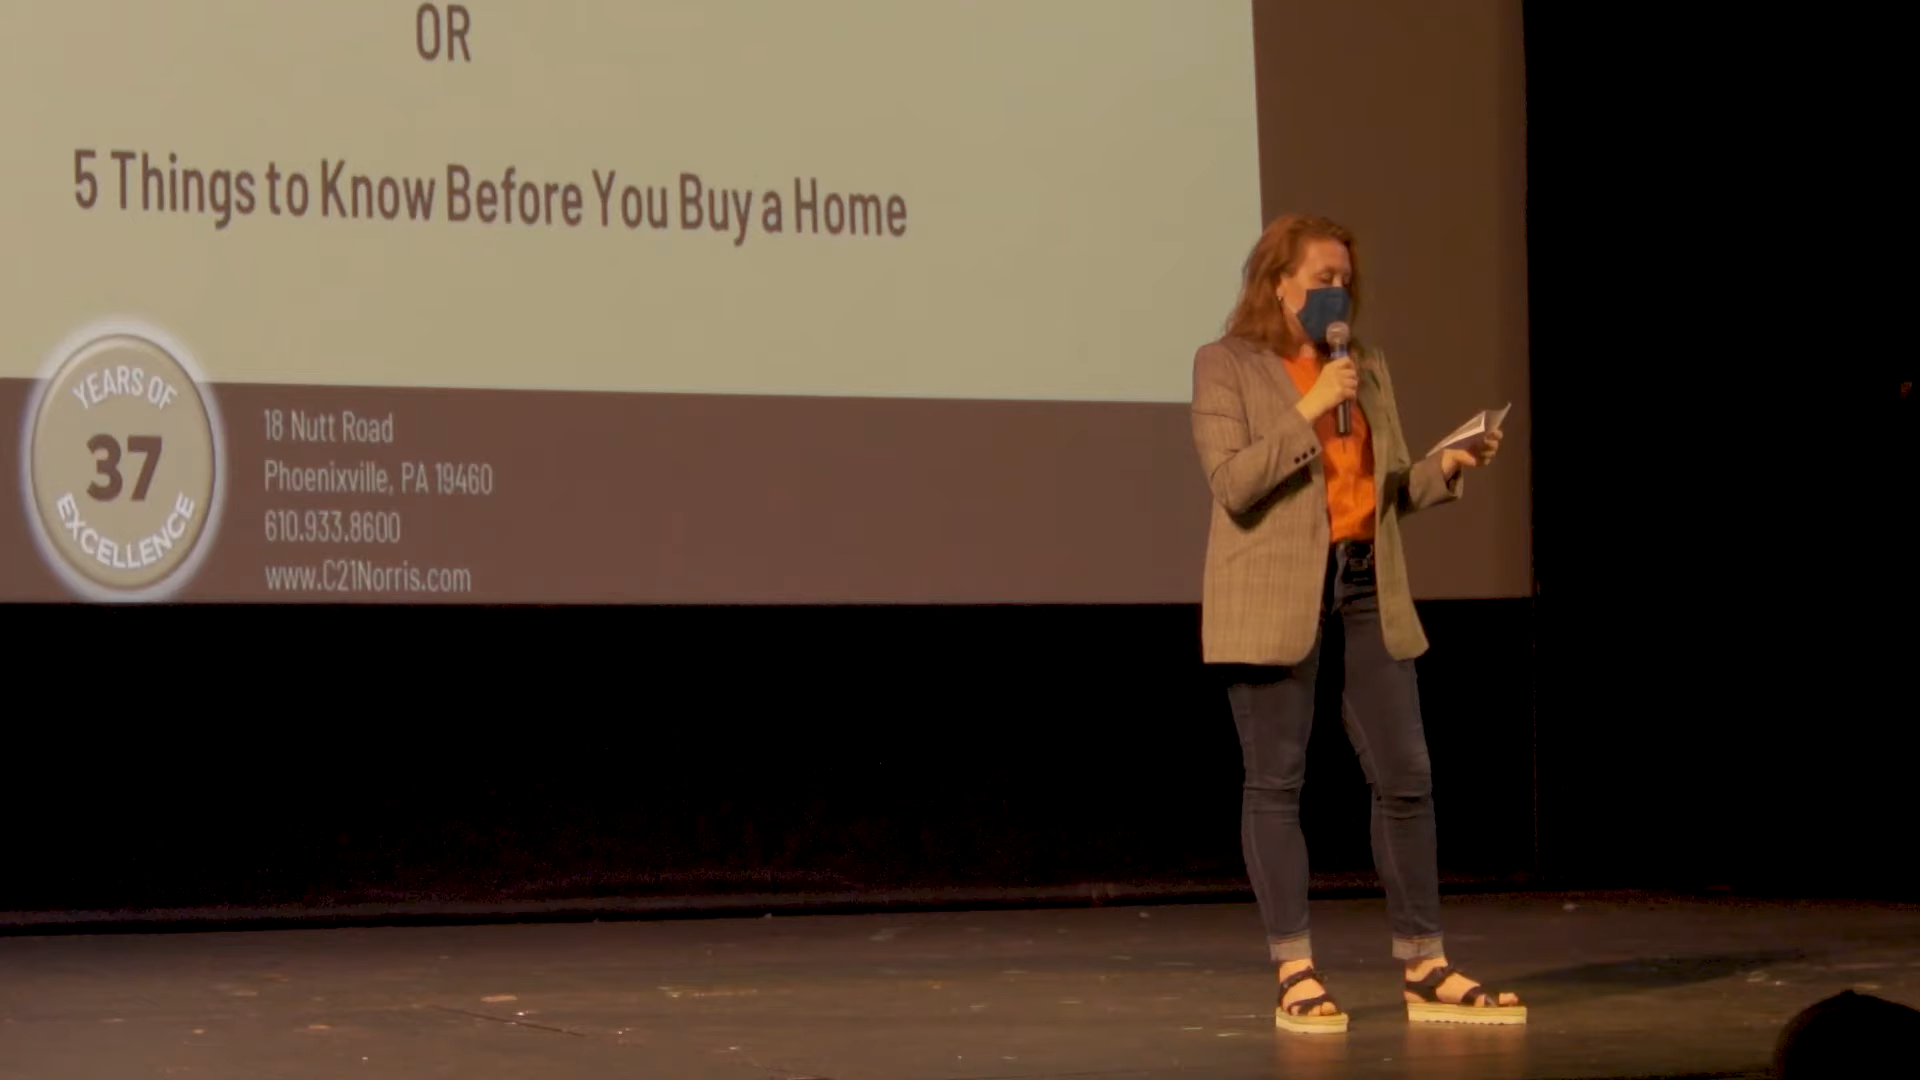 OR
5 Things to Know Before You Buy a Home
YEARS OF
37
EXCELLENCE
18 Nutt Road
Phoenixville, PA 19460
610.933.8600
www.C21Norris.com